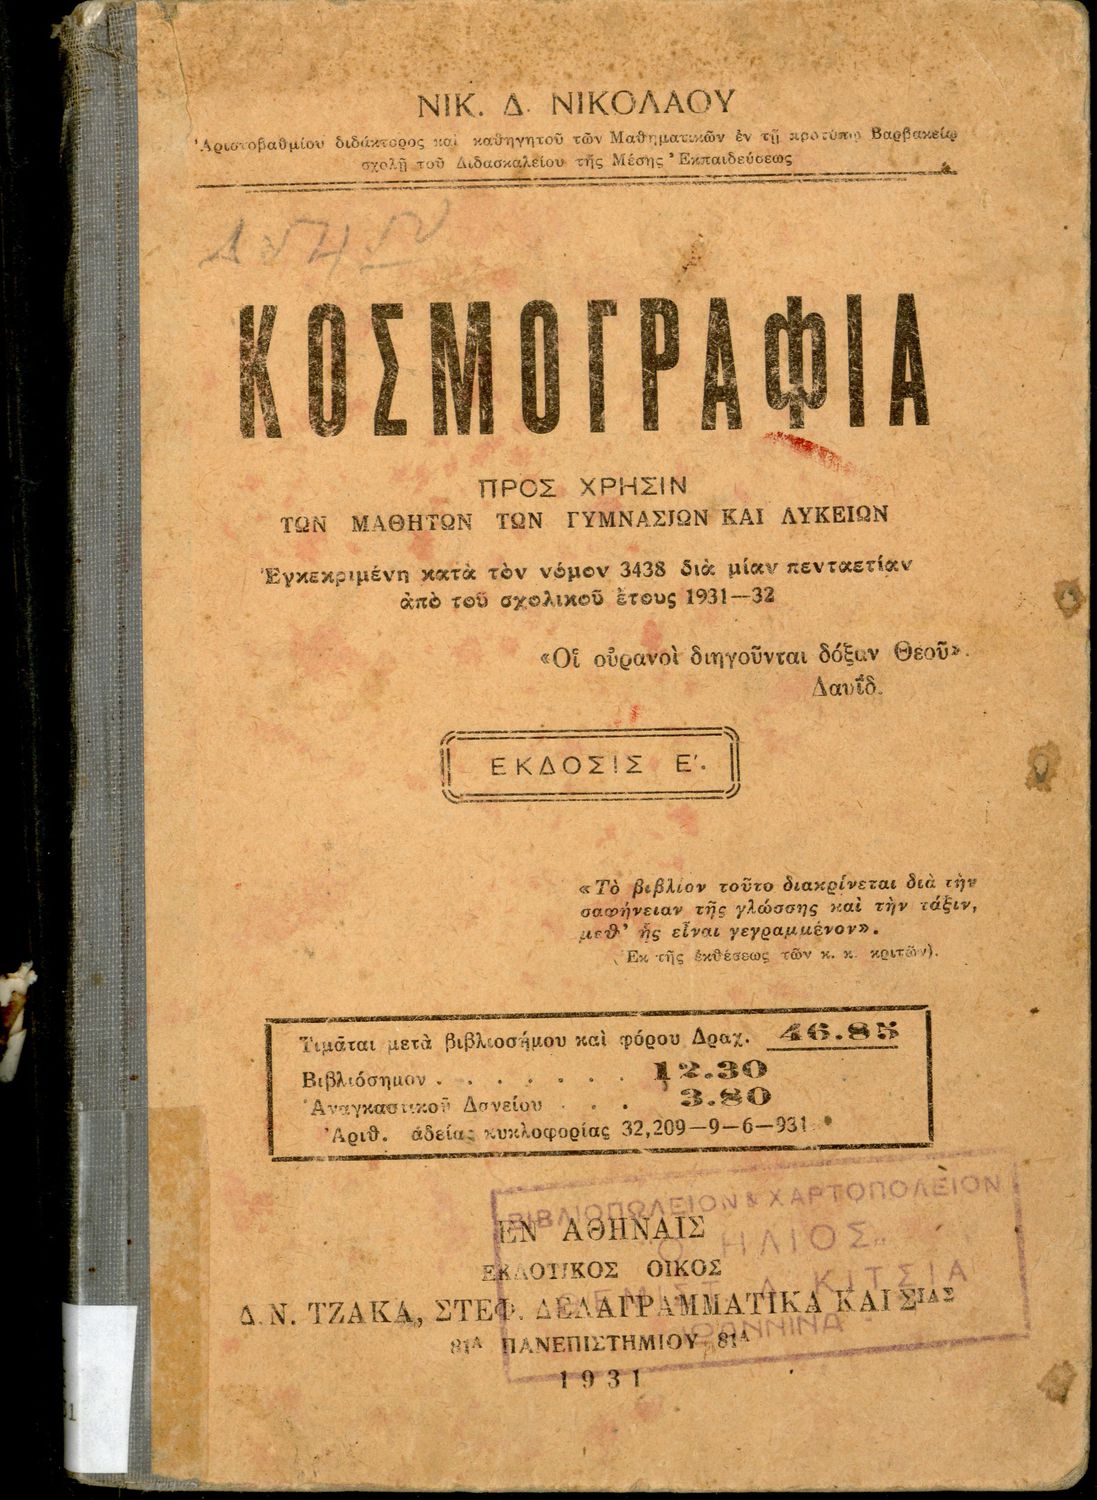 ΝΙΚ. Δ. ΝΙΚΟΛΑΟΥ
Ἀριστοβαθμίου διδάκτορος καὶ καθηγητοῦ τῶν Μαθηματικῶν ἐν τῇ προτύπῳ Βαρβακείῳ
σχολῇ τοῦ Διδασκαλείου τῆς Μέσης Ἐκπαιδεύσεως
ΚΟΣΜΟΓΡΑΦΙΑ
ΠΡΟΣ ΧΡΗΣΙΝ
ΤΩΝ ΜΑΘΗΤΩΝ ΤΩΝ ΓΥΜΝΑΣΙΩΝ ΚΑΙ ΛΥΚΕΙΩΝ
Ἐγκεκριμένη κατὰ τὸν νόμον 3438 διὰ μίαν πενταετίαν
ἀπὸ τοῦ σχολικοῦ ἔτους 1931—32
«Οἱ οὐρανοὶ διηγοῦνται δόξαν Θεοῦ».
Δαυΐδ.
ΕΚΔΟΣΙΣ Ε′.
«Τὸ βιβλίον τοῦτο διακρίνεται διὰ τὴν
σαφήνειαν τῆς γλώσσης καὶ τὴν τάξιν,
μεθ’ ἧς εἶναι γεγραμμένον».
(Ἐκ τῆς ἐκθέσεως τῶν κ. κ. κριτῶν).
Τιμᾶται μετὰ βιβλιοσήμου καὶ φόρου Δραχ. 46.85
Βιβλιόσημον . . . . . . . 12.30
Ἀναγκαστικοῦ Δανείου . . . 3.80
Ἀριθ. ἀδείας κυκλοφορίας 32,209—9—6—931
ΒΙΒΛΙΟΠΩΛΕΙΟΝ & ΧΑΡΤΟΠΩΛΕΙΟΝ
"Ο ΗΛΙΟΣ„
ΚΙΤΣΙΑ
ΙΩΑΝΝΙΝΑ
ΕΝ ΑΘΗΝΑΙΣ
ΕΚΔΟΤΙΚΟΣ ΟΙΚΟΣ
Δ. Ν. ΤΖΑΚΑ, ΣΤΕΦ. ΔΕΛΑΓΡΑΜΜΑΤΙΚΑ ΚΑΙ ΣΙΑΣ
81Α ΠΑΝΕΠΙΣΤΗΜΙΟΥ 81Α
1931